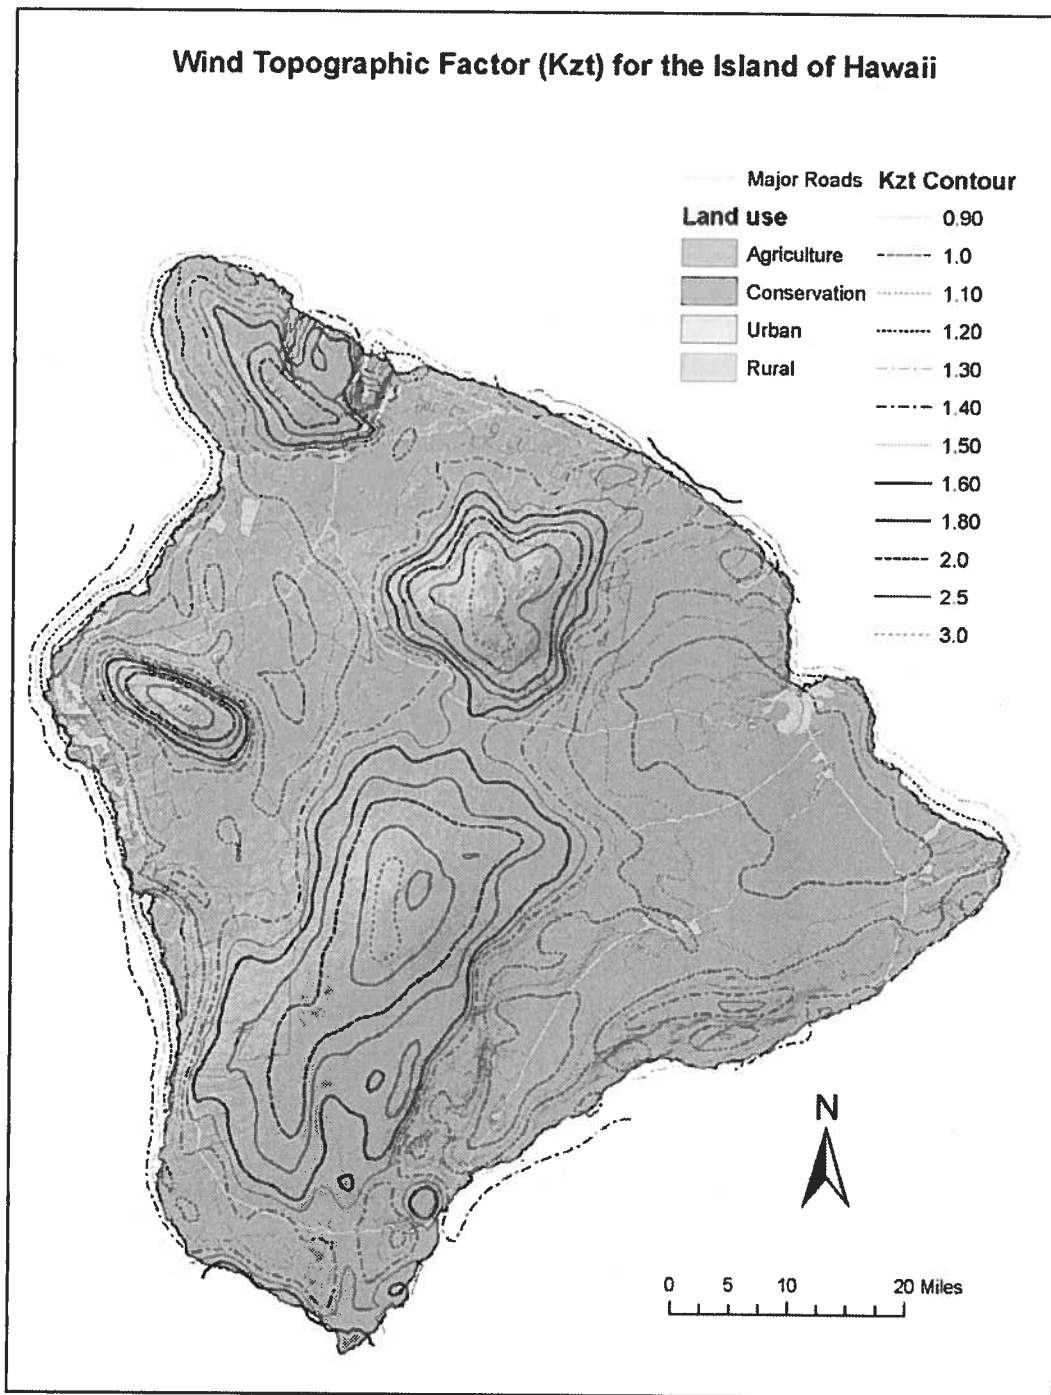 Wind Topographic Factor (Kzt) for the Island of Hawaii
Major Roads
Land use
Agriculture
Conservation
Urban
Rural
Kzt Contour
0.90
1.0
1.10
1.20
1.30
1.40
1.50
1.60
1.80
2.0
2.5
3.0
N
0 5 10 20 Miles